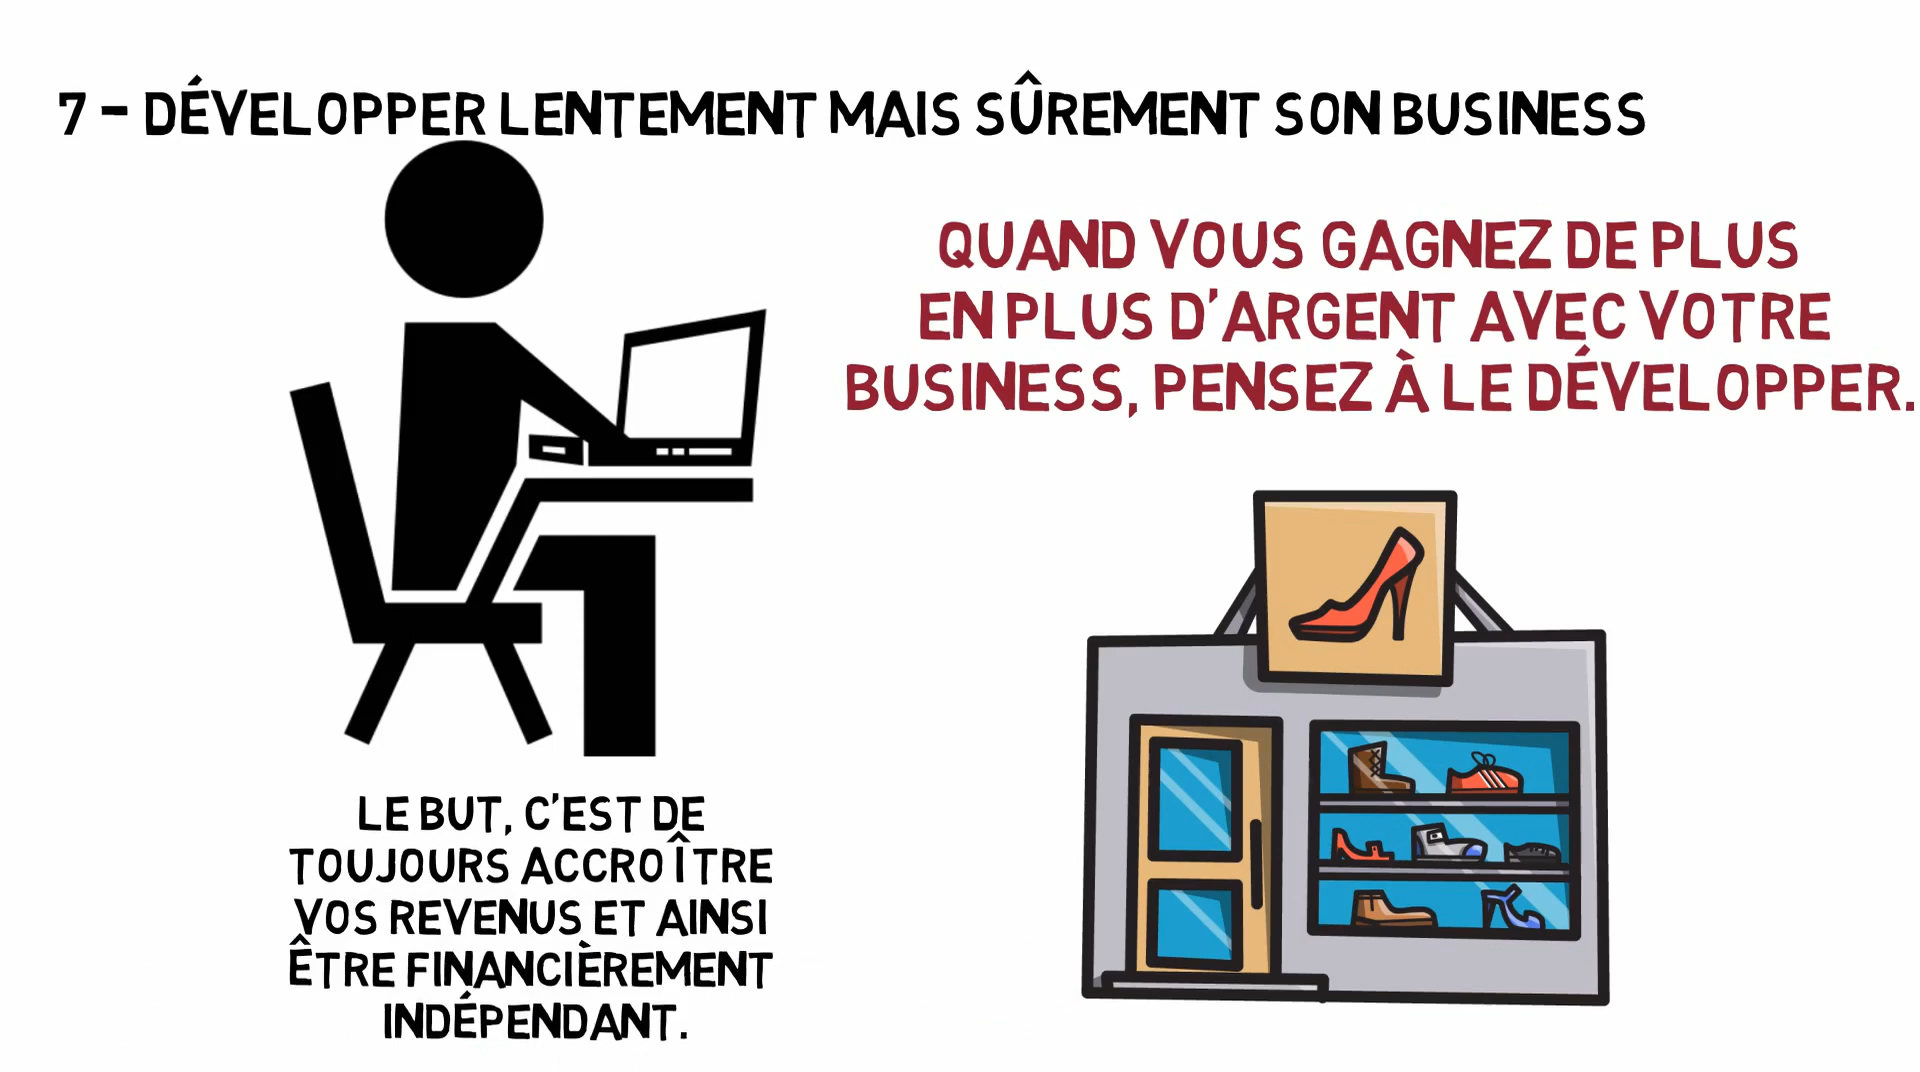 7 - DÉVELOPPER LENTEMENT MAIS SÛREMENT SON BUSINESS
QUAND VOUS GAGNEZ DE PLUS
EN PLUS D'ARGENT AVEC VOTRE
BUSINESS, PENSEZ À LE DÉVELOPPER.
LE BUT, C'EST DE
TOUJOURS ACCROÎTRE
VOS REVENUS ET AINSI
ÊTRE FINANCIÈREMENT
INDÉPENDANT.